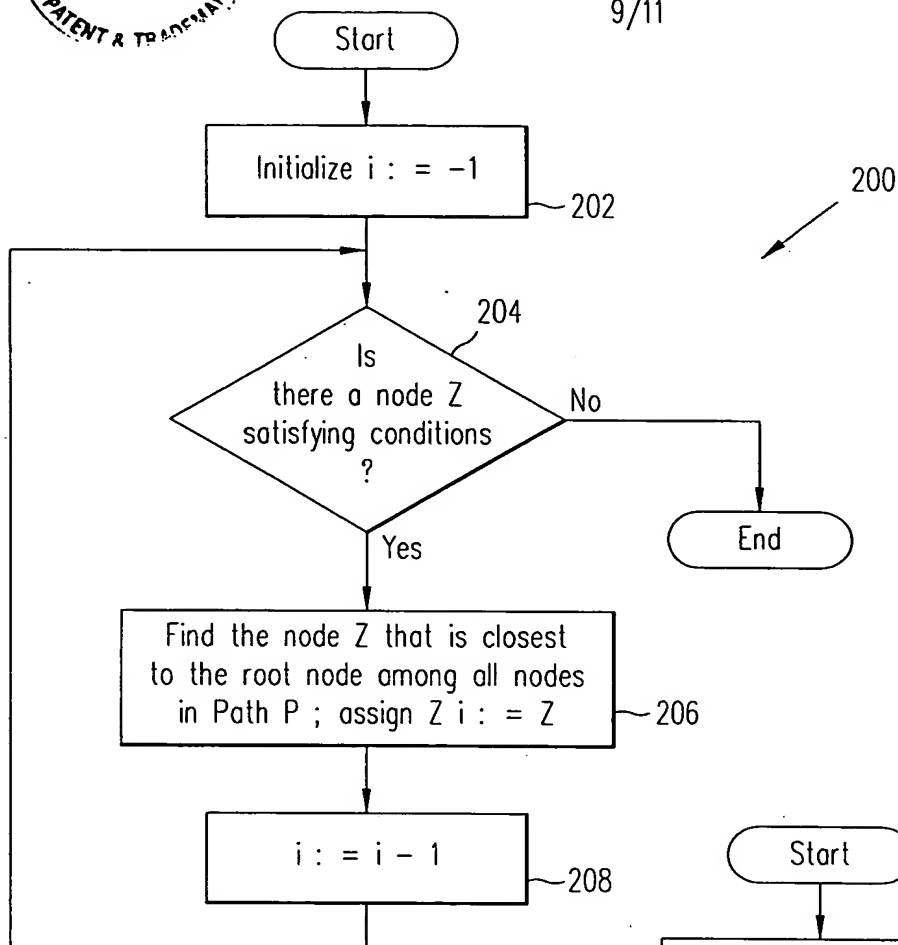 PATENT & TRADEMA
9/11
Start
Initialize i : = -1
202
200
204
Is
there a node Z
satisfying conditions
?
No
Yes
End
Find the node Z that is closest
to the root node among all nodes
in Path P ; assign Z i : = Z
206
i : = i - 1
208
Start